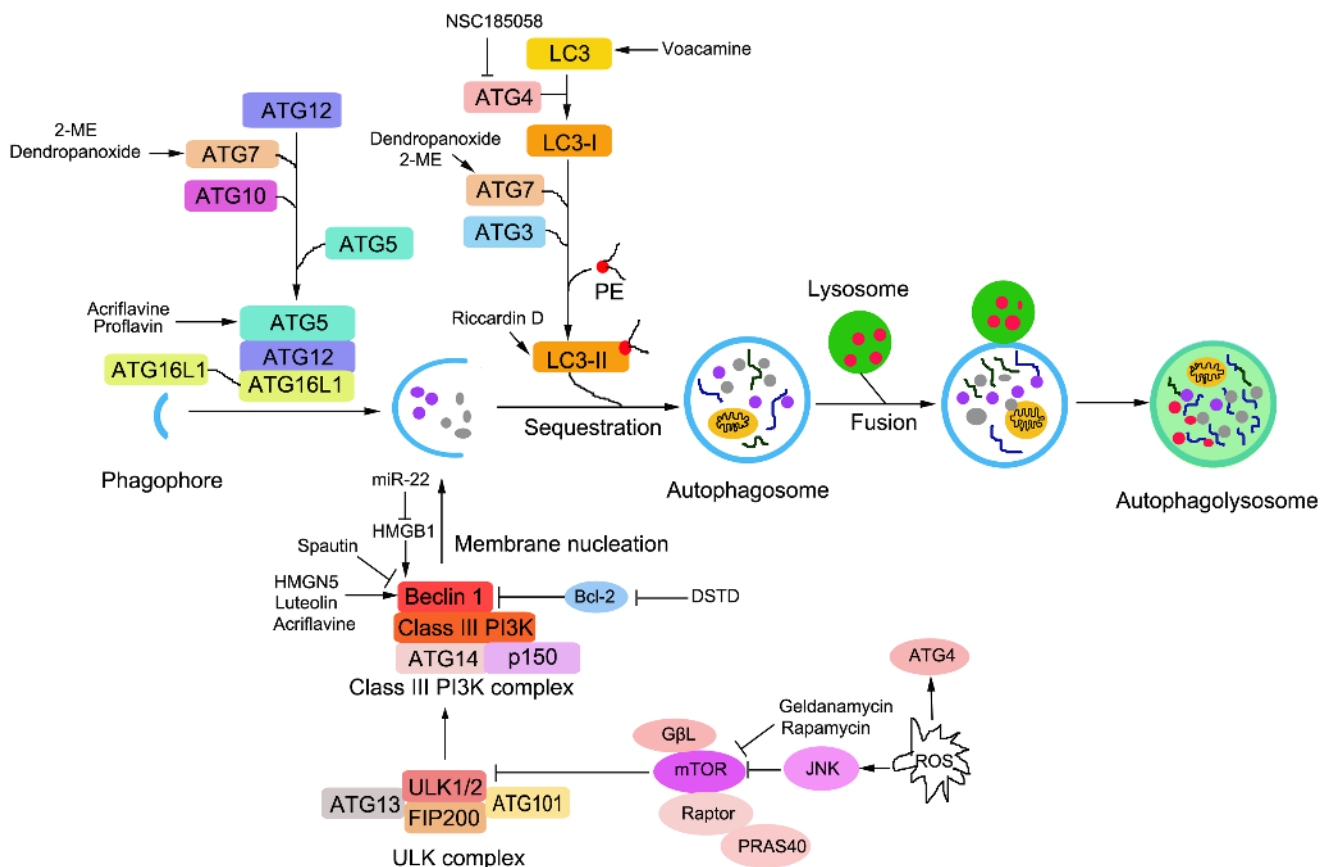 NSC185058
LC3
Voacamine
ATG4
ATG12
2-ME
Dendropanoxide
ATG7
ATG10
ATG5
LC3-I
Dendropanoxide
2-ME
ATG7
ATG3
PE
Acriflavine
Proflavin
ATG5
ATG12
ATG16L1
ATG16L1
Riccardin D
LC3-II
Lysosome
Sequestration
Fusion
Phagophore
Autophagosome
Autophagolysosome
miR-22
HMGB1
Membrane nucleation
Spautin
HMGN5
Luteolin
Acriflavine
Beclin 1
Bcl-2
DSTD
Class III PI3K
ATG14
p150
Class III PI3K complex
ATG4
Geldanamycin
Rapamycin
GβL
mTOR
JNK
ROS
Raptor
PRAS40
ULK1/2
ATG13
ATG101
FIP200
ULK complex